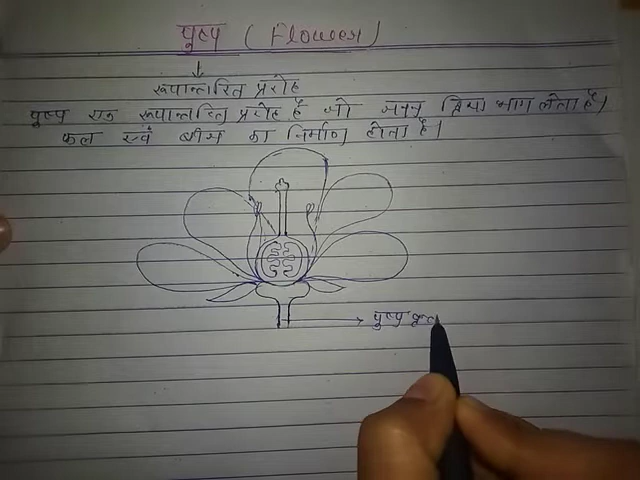 पुष्प (Flower)
रूपान्तरित प्ररोह
पुष्प एक रूपान्तरित प्ररोह है जो जनन क्रिया भाग लेता है।
फल एवं बीज का निर्माण होता है।
पुष्प वृ